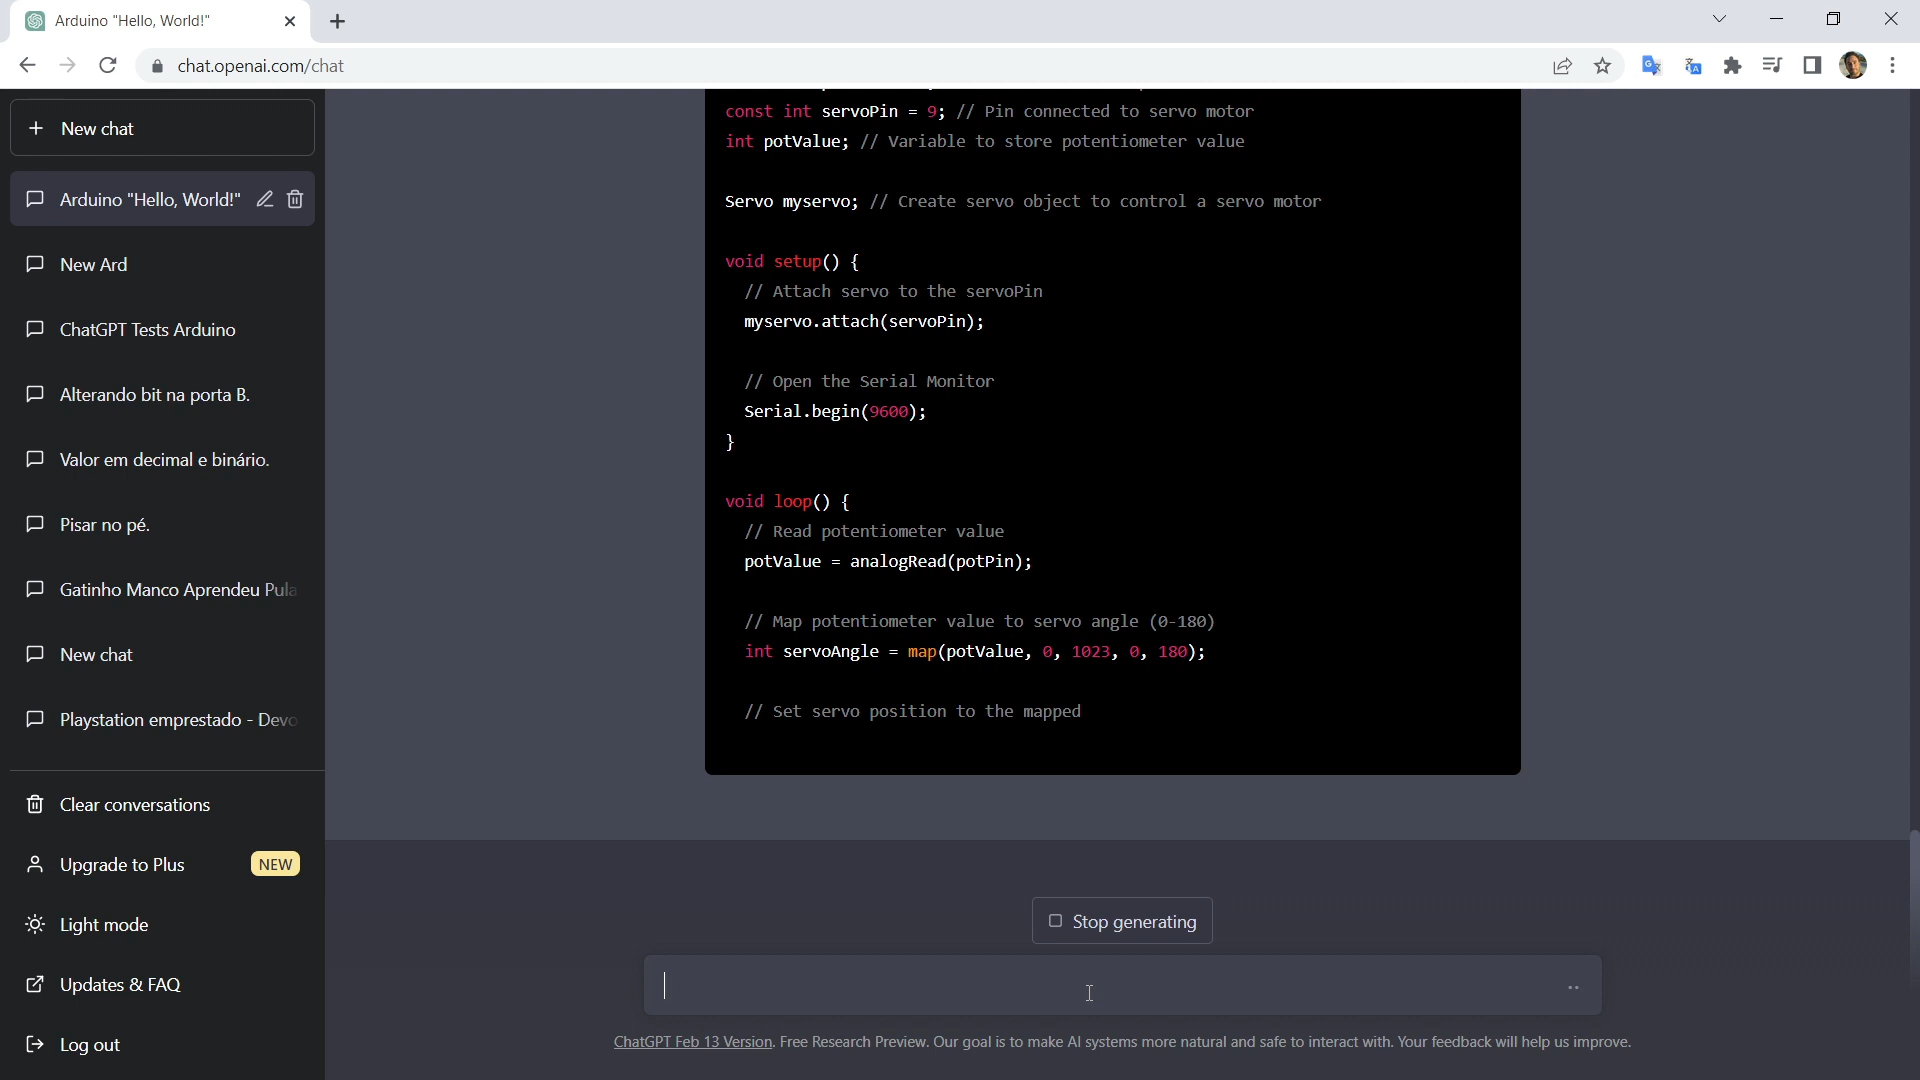 Arduino "Hello, World!"
chat.openai.com/chat
New chat
Arduino "Hello, World!"
New Ard
ChatGPT Tests Arduino
Alterando bit na porta B.
Valor em decimal e binário.
Pisar no pé.
Gatinho Manco Aprendeu Pula
New chat
Playstation emprestado - Devo
Clear conversations
Upgrade to Plus NEW
Light mode
Updates & FAQ
Log out
const int servoPin = 9; // Pin connected to servo motor
int potValue; // Variable to store potentiometer value
Servo myservo; // Create servo object to control a servo motor
void setup() {
// Attach servo to the servoPin
myservo.attach(servoPin);
// Open the Serial Monitor
Serial.begin(9600);
}
void loop() {
// Read potentiometer value
potValue = analogRead(potPin);
// Map potentiometer value to servo angle (0-180)
int servoAngle = map(potValue, 0, 1023, 0, 180);
// Set servo position to the mapped
Stop generating
ChatGPT Feb 13 Version. Free Research Preview. Our goal is to make AI systems more natural and safe to interact with. Your feedback will help us improve.